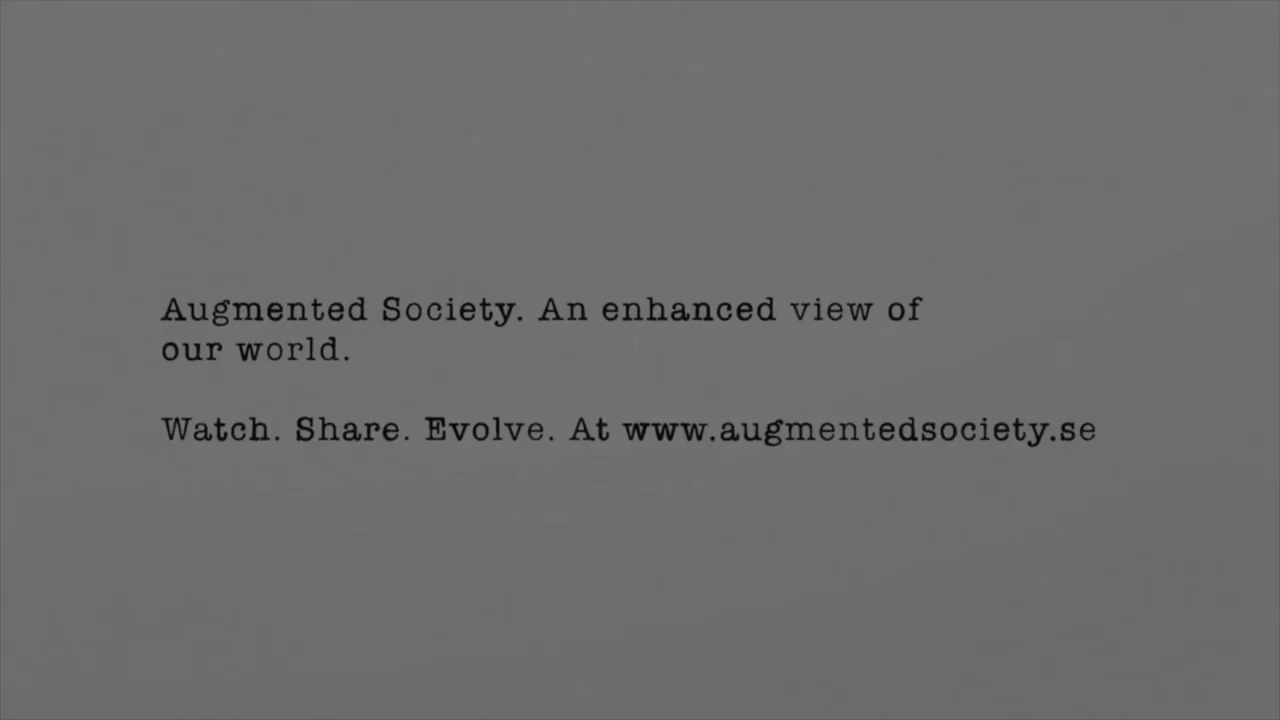 Augmented Society. An enhanced view of
our world.
Watch. Share. Evolve. At www.augmentedsociety.se